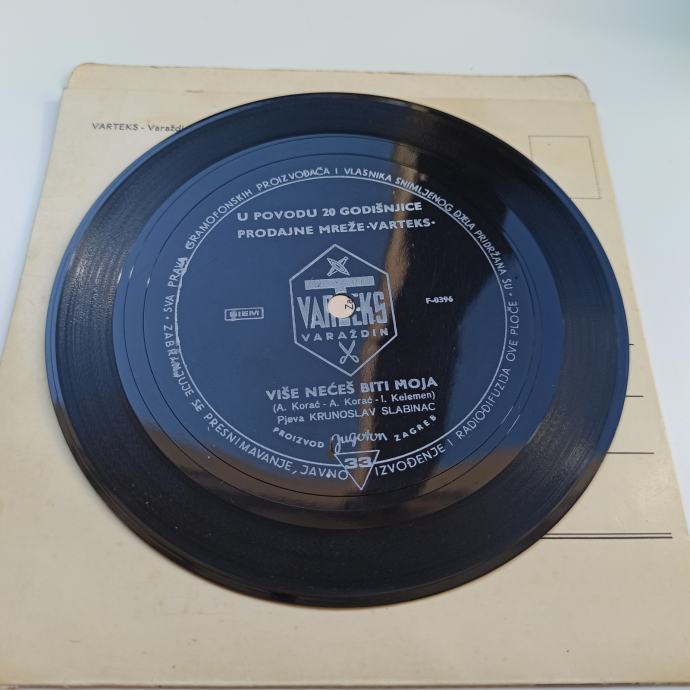 VARTEKS - Varaždi
SVA PRAVA GRAMOFONSKIH PROIZVOĐAČA I VLASNIKA SNIMLJENOG DJELA PRIDRŽANA SU · ZABRANJUJE SE PRESNIMAVANJE, JAVNO IZVOĐENJE I RADIODIFUZIJA OVE PLOČE ·
U POVODU 20 GODIŠNJICE
PRODAJNE MREŽE ·VARTEKS·
SIEM
F-0396
VARTEKS
VARAŽDIN
VIŠE NEĆEŠ BITI MOJA
(A. Korać - A. Korać - I. Kelemen)
Pjeva KRUNOSLAV SLABINAC
PROIZVOD Jugoton ZAGREB
33